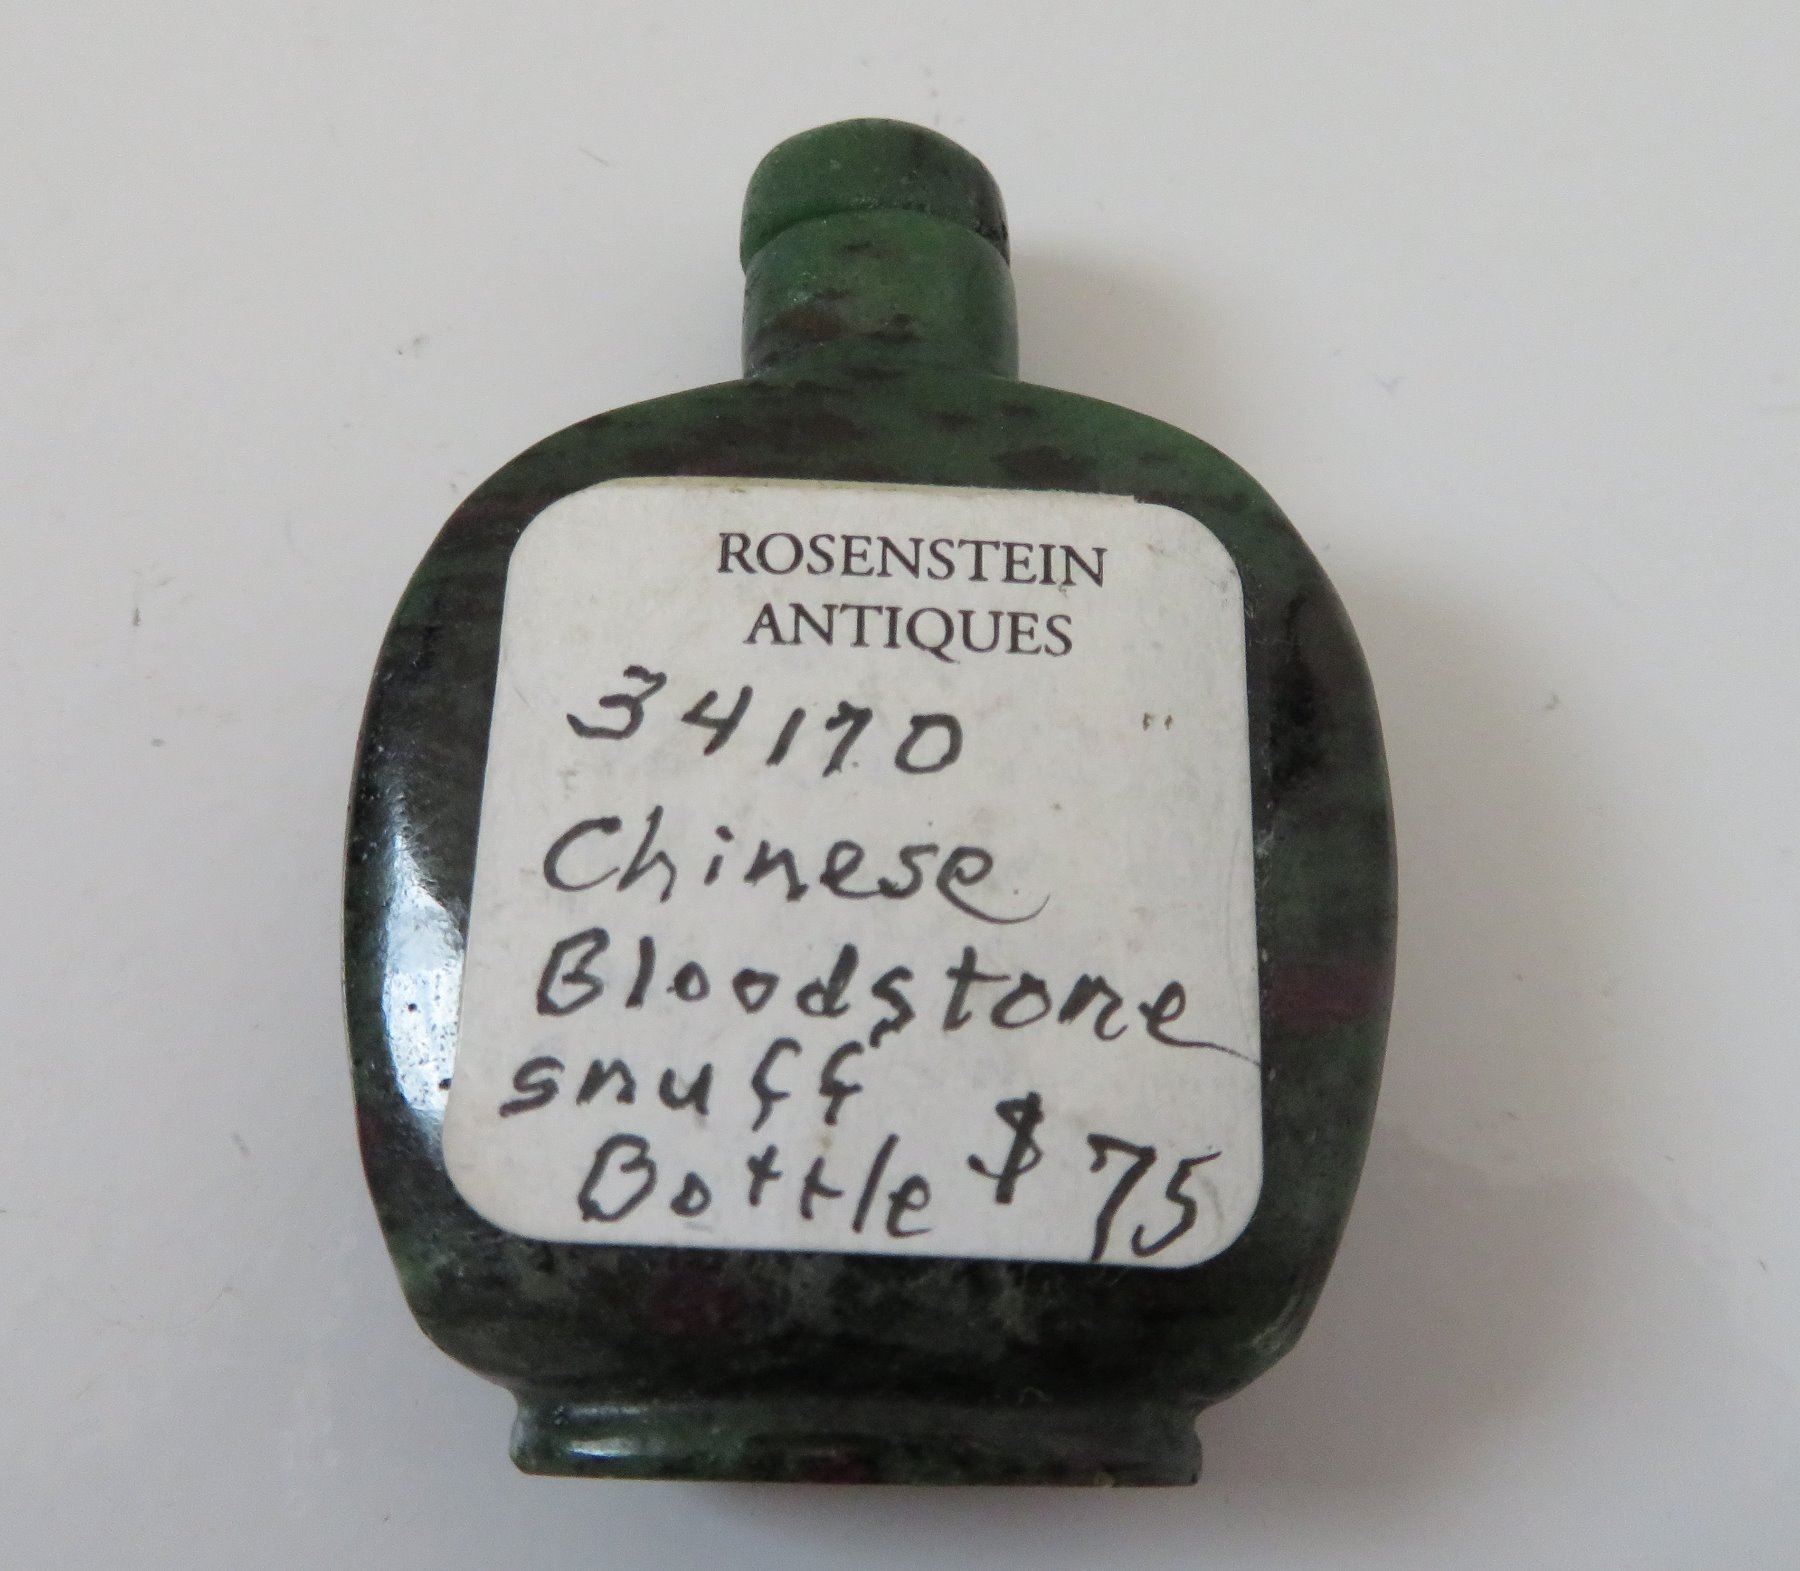 ROSENSTEIN
ANTIQUES
34170
Chinese
Bloodstone
snuff
Bottle $75